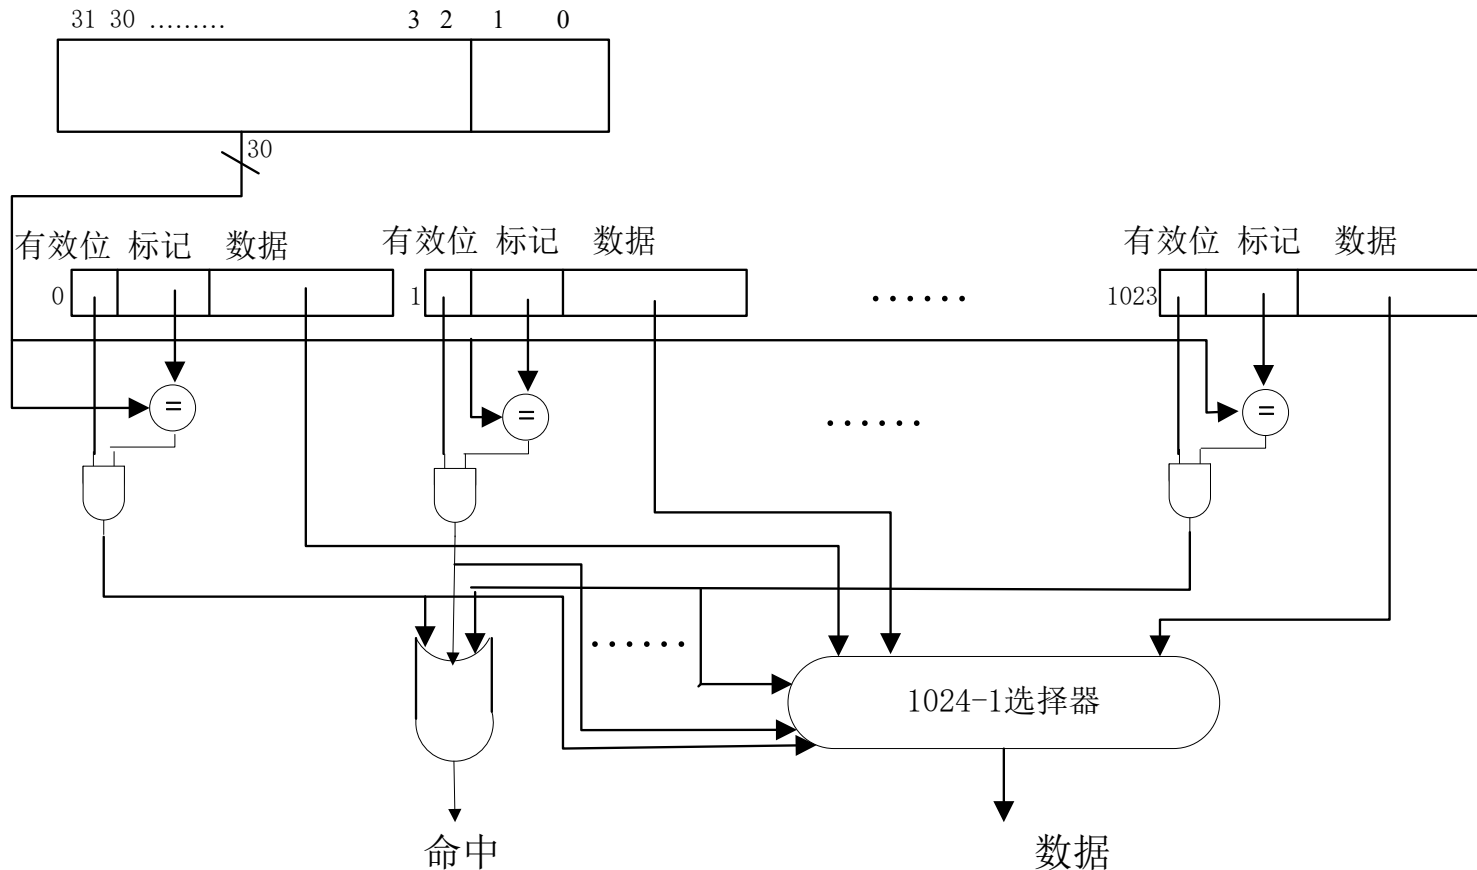 31 30 ......... 3 2 1 0
30
有效位 标记 数据 有效位 标记 数据 有效位 标记 数据
0 1 ...... 1023
= = =
......
......
1024-1选择器
命中 数据